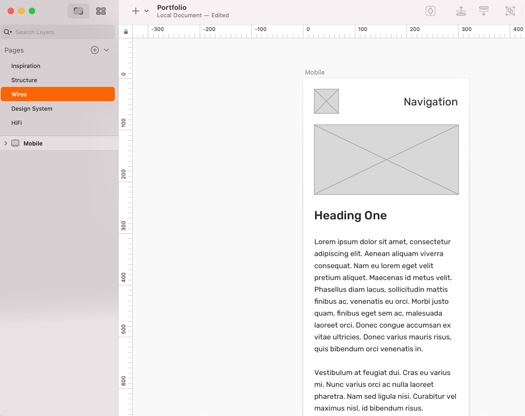 Portfolio
Local Document — Edited
Search Layers
Pages
Inspiration
Structure
Wires
Design System
HiFi
Mobile
-300 -200 -100 0 100 200 300 400
0
100
200
300
400
500
600
Mobile
Navigation
Heading One
Lorem ipsum dolor sit amet, consectetur
adipiscing elit. Aenean aliquam viverra
consequat. Nam eu lorem eget velit
pretium aliquet. Maecenas id metus velit.
Phasellus diam lacus, sollicitudin mattis
finibus ac, venenatis eu orci. Morbi justo
quam, finibus eget sem ac, malesuada
laoreet orci. Donec congue accumsan ex
vitae ultricies. Donec varius mauris risus,
quis bibendum orci venenatis in.
Vestibulum at feugiat dui. Cras eu varius
mi. Nunc varius orci ac nulla laoreet
pharetra. Nam sed ligula nisi. Curabitur vel
maximus nisl, id bibendum risus.